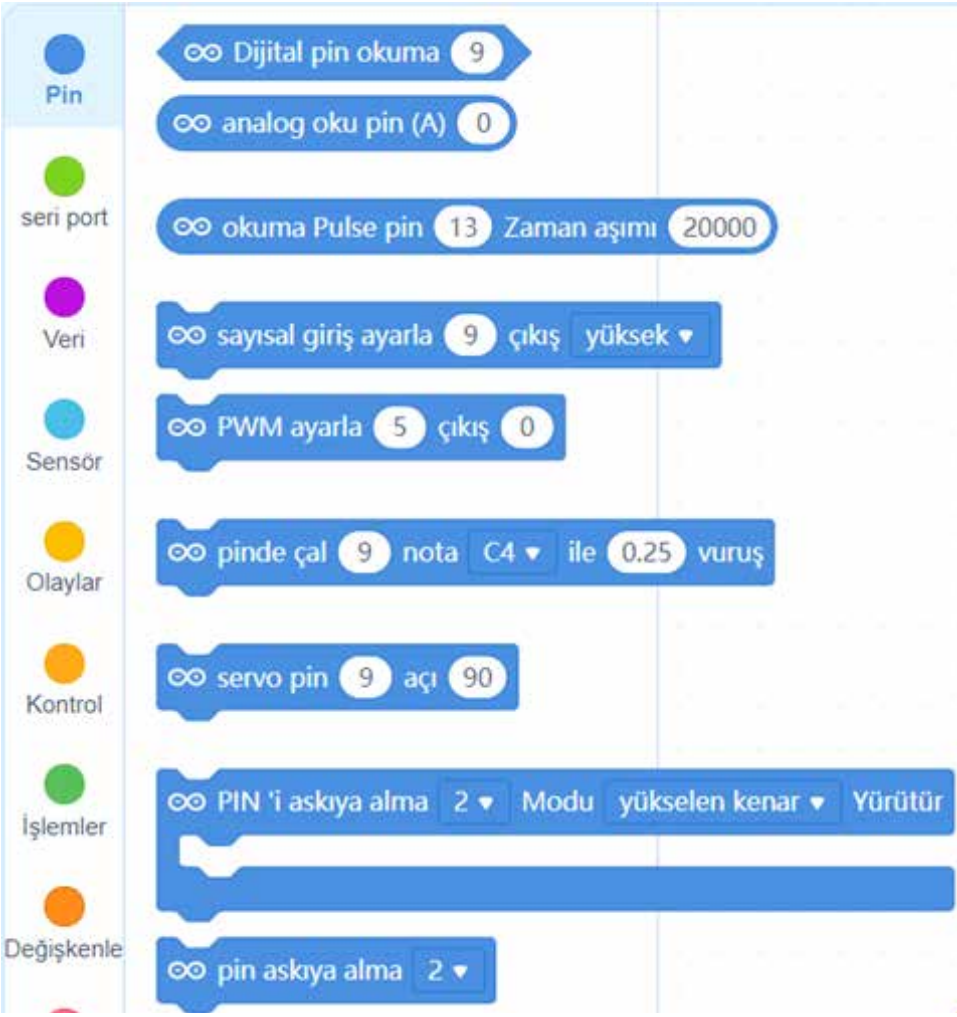 Pin
seri port
Veri
Sensör
Olaylar
Kontrol
İşlemler
Değişkenle
Dijital pin okuma 9
analog oku pin (A) 0
okuma Pulse pin 13 Zaman aşımı 20000
sayısal giriş ayarla 9 çıkış yüksek
PWM ayarla 5 çıkış 0
pinde çal 9 nota C4 ile 0.25 vuruş
servo pin 9 açı 90
PIN 'i askıya alma 2 Modu yükselen kenar Yürütür
pin askıya alma 2